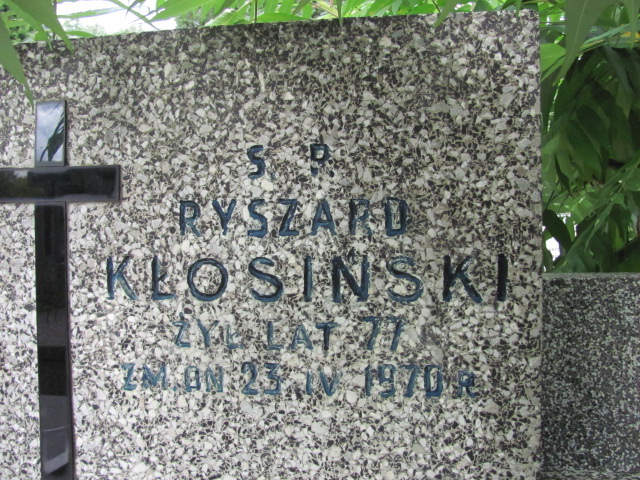 Ś. P.
RYSZARD
KŁOSIŃSKI
ŻYŁ LAT 77
ZM. DN 23 IV 1970 R